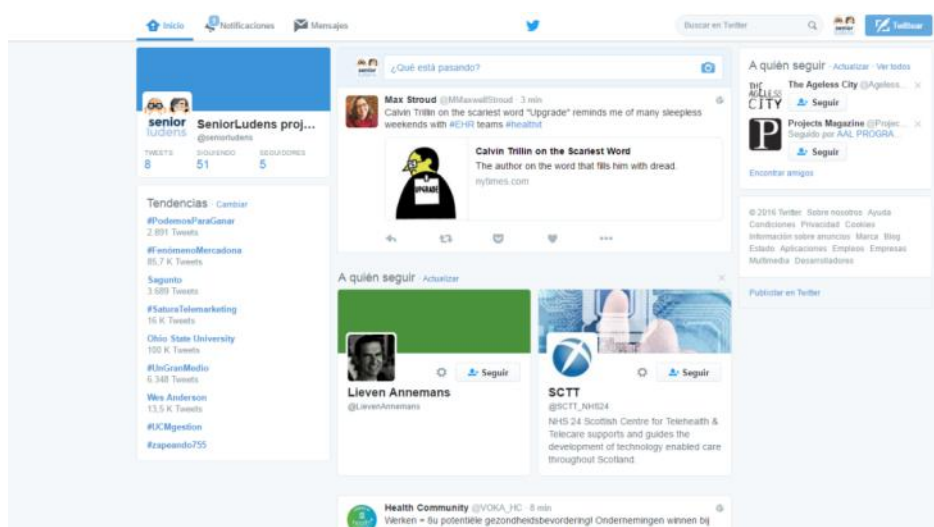 Inicio
Notificaciones
Mensajes
Buscar en Twitter
Twittear
senior
ludens
SeniorLudens proj...
@seniorludens
TWEETS SIGUIENDO SEGUIDORES
8 51 5
Tendencias · Cambiar
#PodemosParaGanar
2.891 Tweets
#FenómenoMercadona
85,7 K Tweets
Sagunto
3.689 Tweets
#SaturaTelemarketing
16 K Tweets
Ohio State University
100 K Tweets
#UnGranMedio
6.348 Tweets
Wes Anderson
13,5 K Tweets
#UCMgestion
#zapeando755
¿Qué está pasando?
Max Stroud @MMaxwellStroud · 3 min
Calvin Trillin on the scariest word "Upgrade" reminds me of many sleepless
weekends with #EHR teams #healthit
UPGRADE
Calvin Trillin on the Scariest Word
The author on the word that fills him with dread.
nytimes.com
A quién seguir · Actualizar
Seguir
Lieven Annemans
@LievenAnnemans
Seguir
SCTT
@SCTT_NHS24
NHS 24 Scottish Centre for Telehealth &
Telecare supports and guides the
development of technology enabled care
throughout Scotland.
Health Community @VOKA_HC · 8 min
Werken = 8u potentiële gezondheidsbevordering! Ondernemingen winnen bij
A quién seguir · Actualizar · Ver todos
THE
AGELESS
CITY
The Ageless City @Ageless...
Seguir
Projects Magazine @Projec...
Seguido por AAL PROGRA...
Seguir
Encontrar amigos
© 2016 Twitter Sobre nosotros Ayuda
Condiciones Privacidad Cookies
Información sobre anuncios Marca Blog
Estado Aplicaciones Empleos Empresas
Multimedia Desarrolladores
Publicitar en Twitter